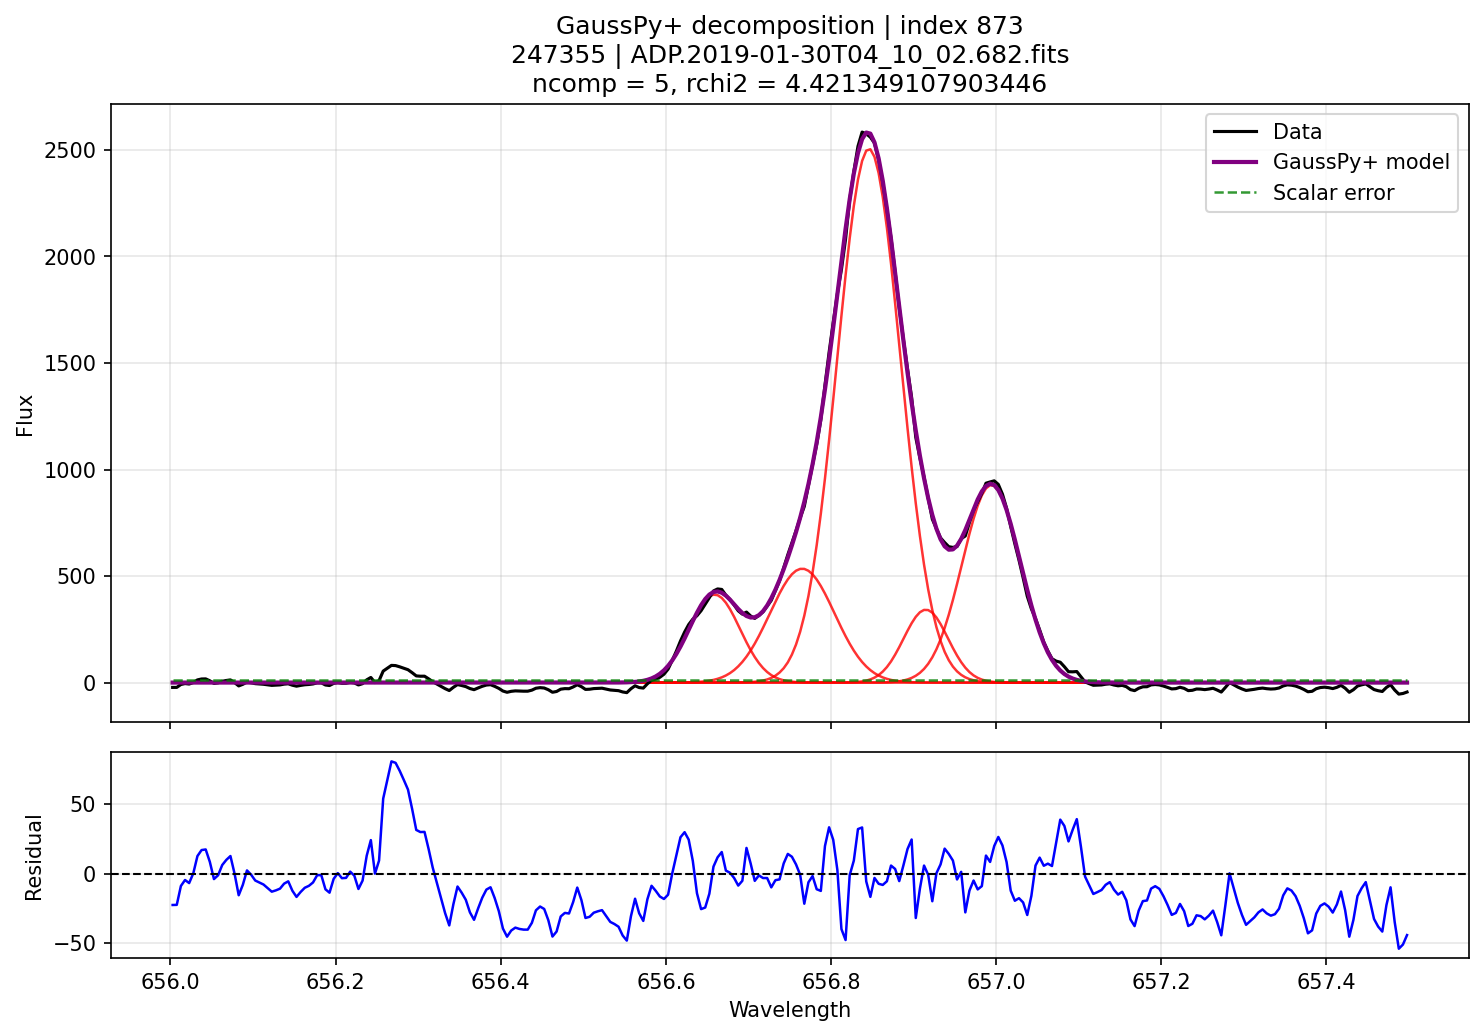 GaussPy+ decomposition | index 873
247355 | ADP.2019-01-30T04_10_02.682.fits
ncomp = 5, rchi2 = 4.421349107903446
Data
GaussPy+ model
Scalar error
Flux
2500
2000
1500
1000
500
0
Residual
50
0
−50
656.0 656.2 656.4 656.6 656.8 657.0 657.2 657.4
Wavelength